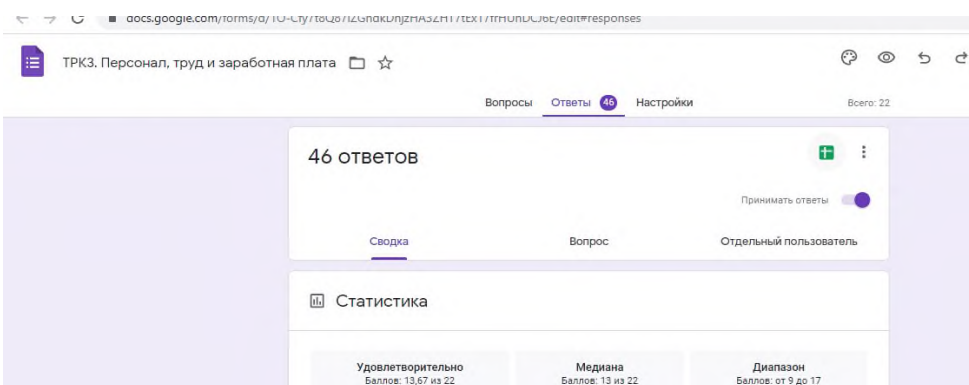 ТРК3. Персонал, труд и заработная плата
Вопросы Ответы 46 Настройки Всего: 22
46 ответов
Принимать ответы
Сводка Вопрос Отдельный пользователь
Статистика
Удовлетворительно Медиана Диапазон
Баллов: 13,67 из 22 Баллов: 13 из 22 Баллов: от 9 до 17